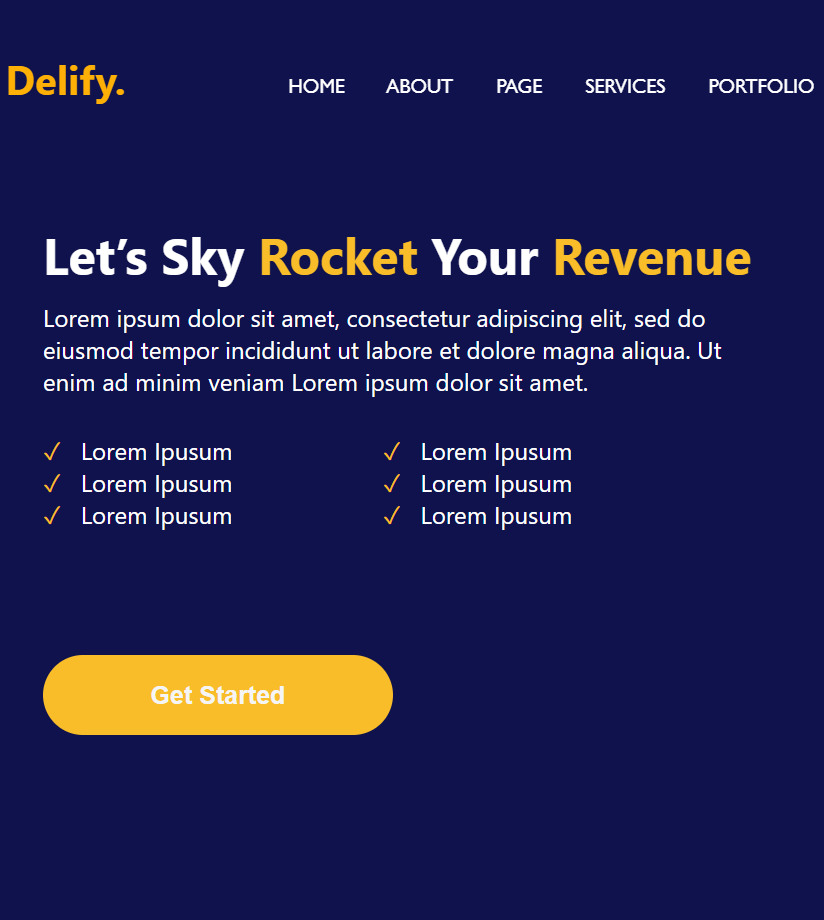 Delify.
HOME ABOUT PAGE SERVICES PORTFOLIO
Let’s Sky Rocket Your Revenue
Lorem ipsum dolor sit amet, consectetur adipiscing elit, sed do
eiusmod tempor incididunt ut labore et dolore magna aliqua. Ut
enim ad minim veniam Lorem ipsum dolor sit amet.
✓ Lorem Ipusum ✓ Lorem Ipusum
✓ Lorem Ipusum ✓ Lorem Ipusum
✓ Lorem Ipusum ✓ Lorem Ipusum
Get Started